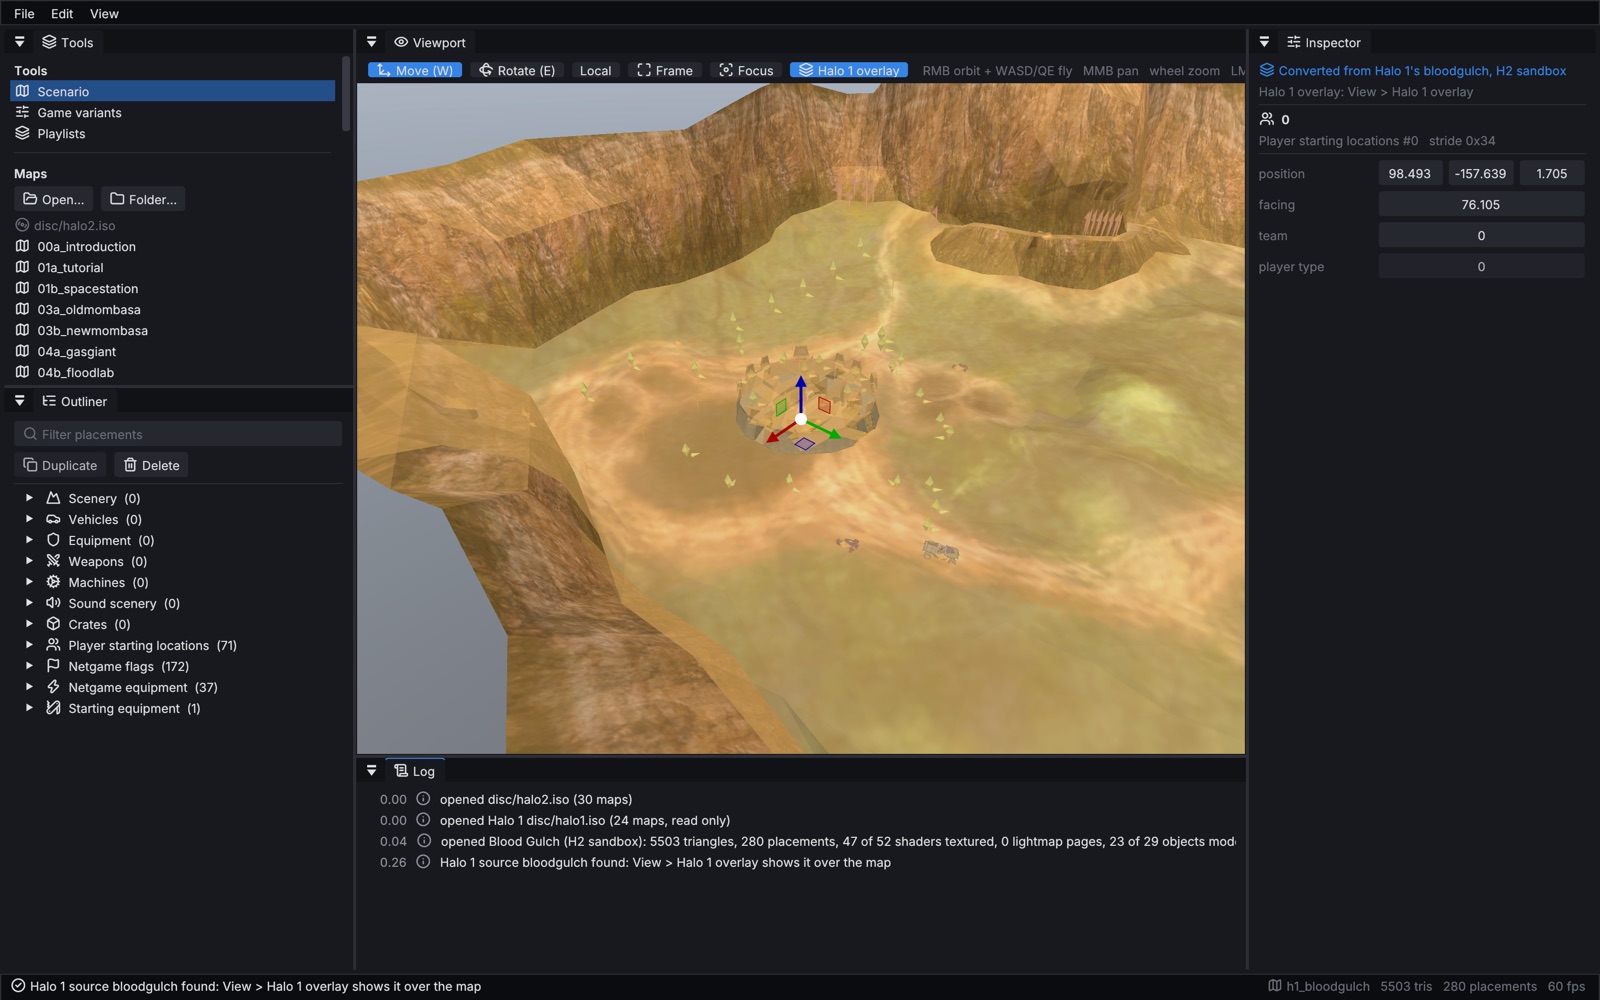 File Edit View
Tools
Tools
Scenario
Game variants
Playlists
Maps
Open... Folder...
disc/halo2.iso
00a_introduction
01a_tutorial
01b_spacestation
03a_oldmombasa
03b_newmombasa
04a_gasgiant
04b_floodlab
Outliner
Filter placements
Duplicate Delete
Scenery (0)
Vehicles (0)
Equipment (0)
Weapons (0)
Machines (0)
Sound scenery (0)
Crates (0)
Player starting locations (71)
Netgame flags (172)
Netgame equipment (37)
Starting equipment (1)
Viewport
Move (W) Rotate (E) Local Frame Focus Halo 1 overlay RMB orbit + WASD/QE fly MMB pan wheel zoom LM
Log
0.00 opened disc/halo2.iso (30 maps)
0.00 opened Halo 1 disc/halo1.iso (24 maps, read only)
0.04 opened Blood Gulch (H2 sandbox): 5503 triangles, 280 placements, 47 of 52 shaders textured, 0 lightmap pages, 23 of 29 objects mode
0.26 Halo 1 source bloodgulch found: View > Halo 1 overlay shows it over the map
Inspector
Converted from Halo 1's bloodgulch, H2 sandbox
Halo 1 overlay: View > Halo 1 overlay
0
Player starting locations #0 stride 0x34
position 98.493 -157.639 1.705
facing 76.105
team 0
player type 0
Halo 1 source bloodgulch found: View > Halo 1 overlay shows it over the map
h1_bloodgulch 5503 tris 280 placements 60 fps